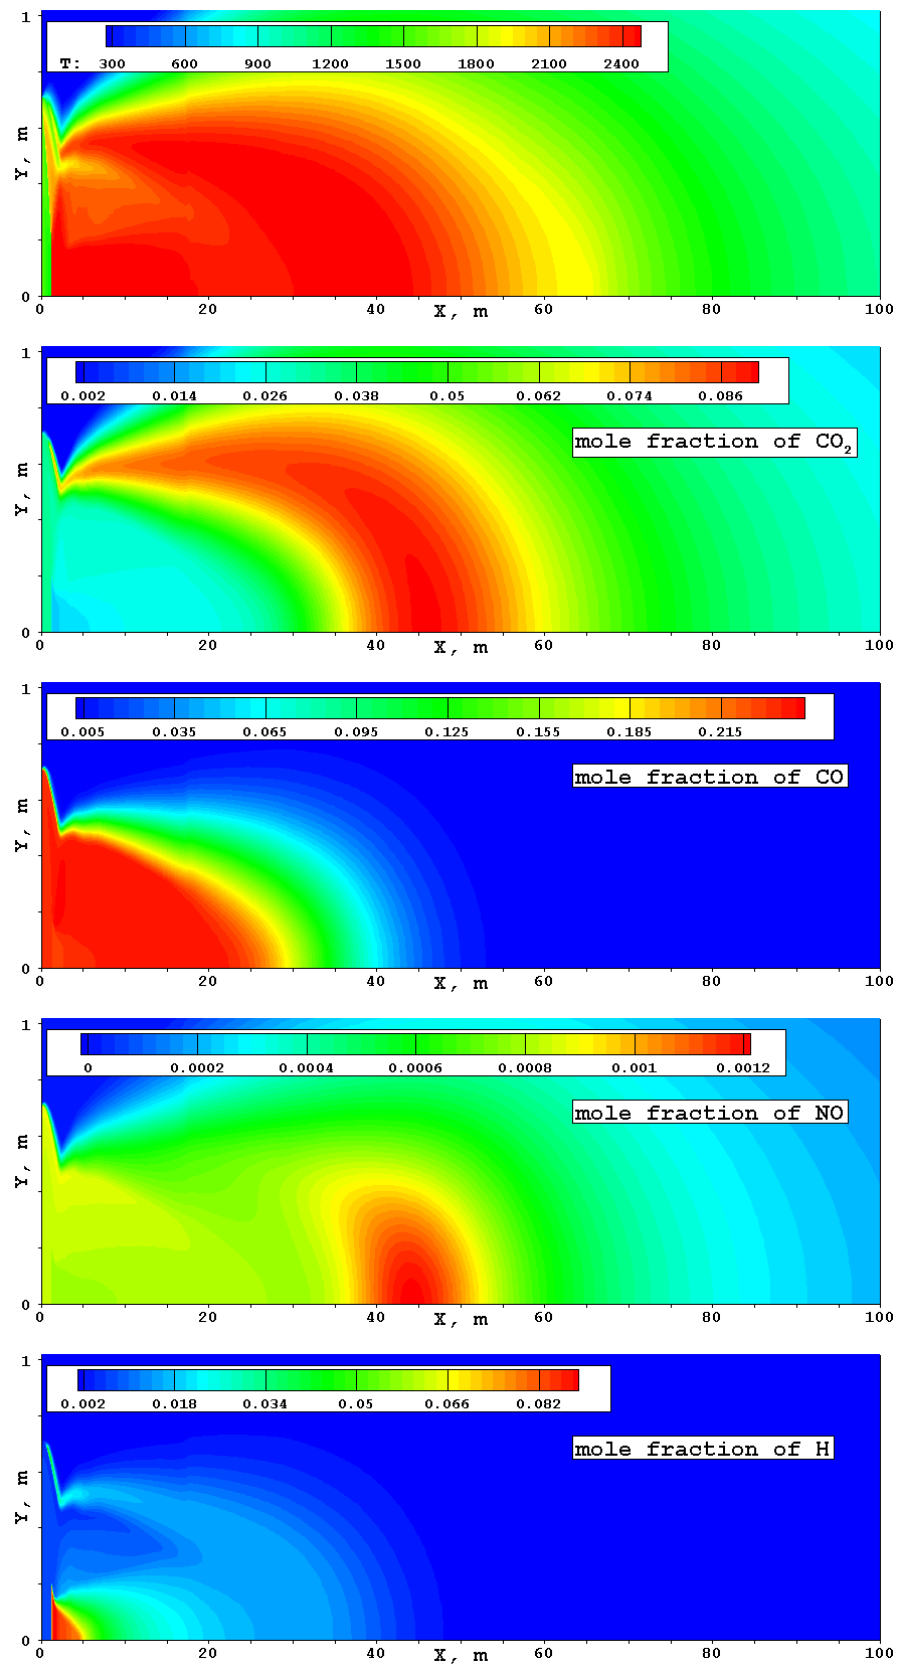 1
T: 300 600 900 1200 1500 1800 2100 2400
Y, m
0
0 20 40 60 80 100
X, m
1
0.002 0.014 0.026 0.038 0.05 0.062 0.074 0.086
mole fraction of CO₂
Y, m
0
0 20 40 60 80 100
X, m
1
0.005 0.035 0.065 0.095 0.125 0.155 0.185 0.215
mole fraction of CO
Y, m
0
0 20 40 60 80 100
X, m
1
0 0.0002 0.0004 0.0006 0.0008 0.001 0.0012
mole fraction of NO
Y, m
0
0 20 40 60 80 100
X, m
1
0.002 0.018 0.034 0.05 0.066 0.082
mole fraction of H
Y, m
0
0 20 40 60 80 100
X, m